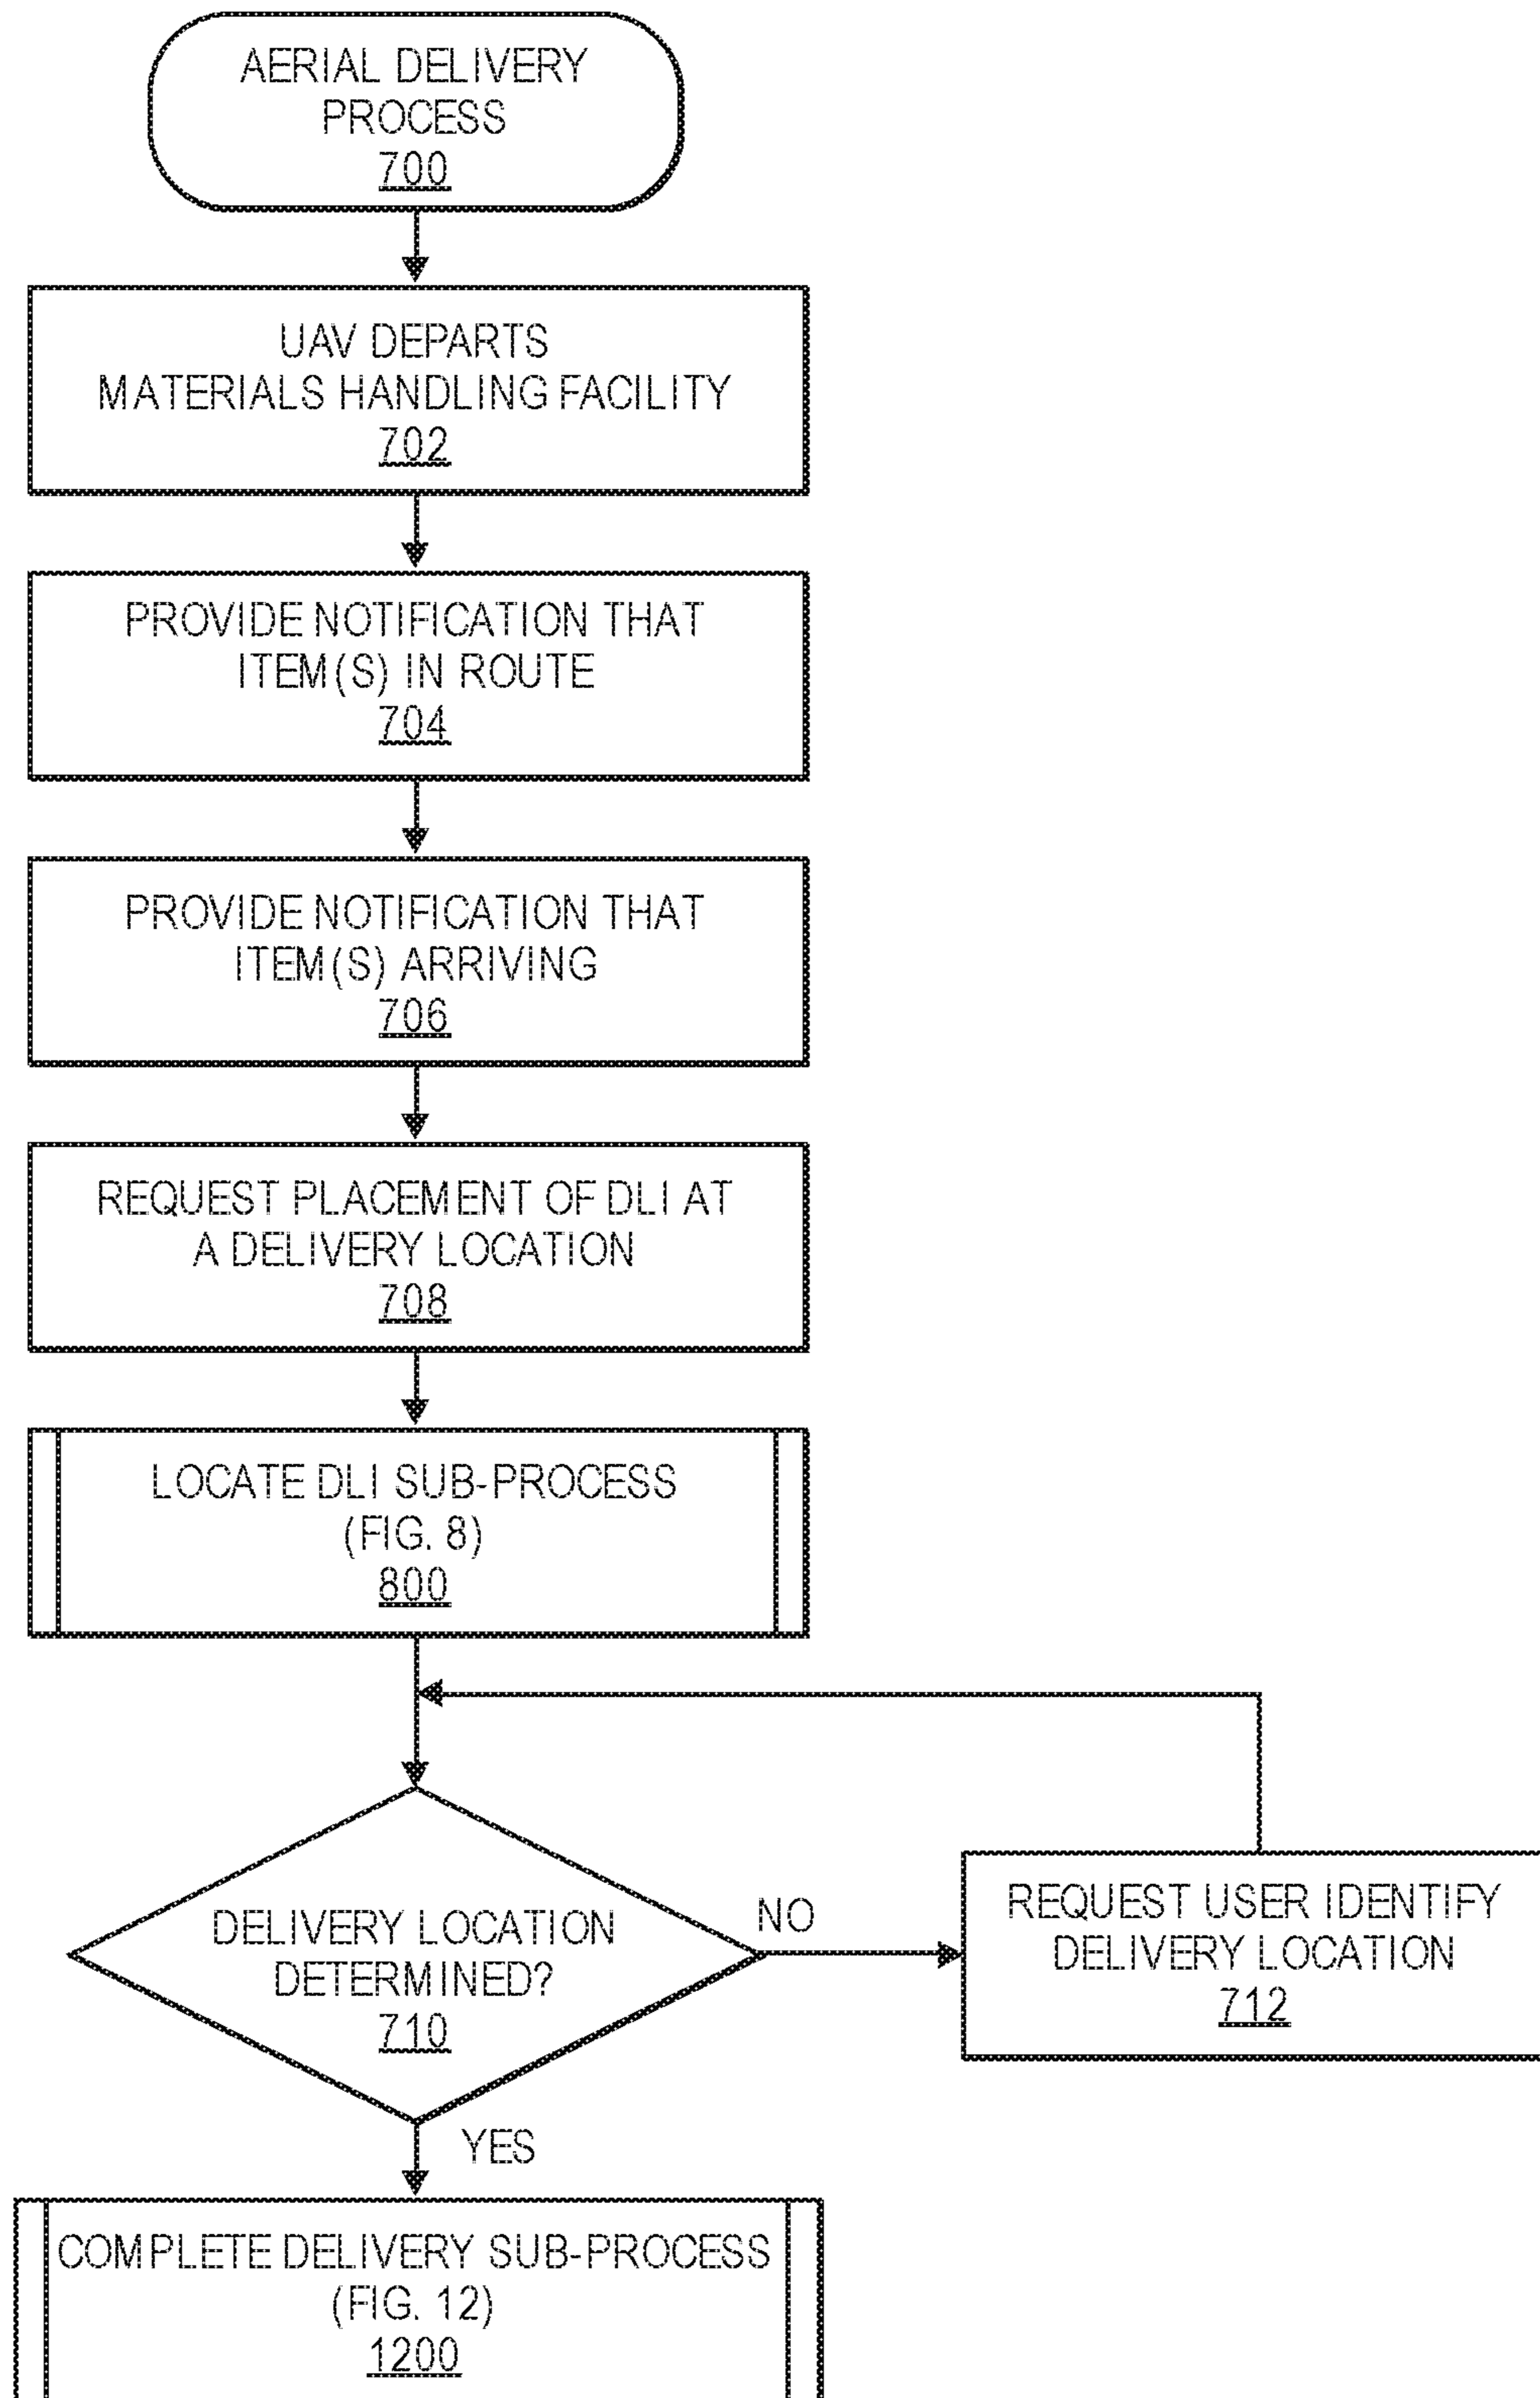 AERIAL DELIVERY
PROCESS
700
UAV DEPARTS
MATERIALS HANDLING FACILITY
702
PROVIDE NOTIFICATION THAT
ITEM(S) IN ROUTE
704
PROVIDE NOTIFICATION THAT
ITEM(S) ARRIVING
706
REQUEST PLACEMENT OF DLI AT
A DELIVERY LOCATION
708
LOCATE DLI SUB-PROCESS
(FIG. 8)
800
DELIVERY LOCATION
DETERMINED?
710
NO
REQUEST USER IDENTIFY
DELIVERY LOCATION
712
YES
COMPLETE DELIVERY SUB-PROCESS
(FIG. 12)
1200